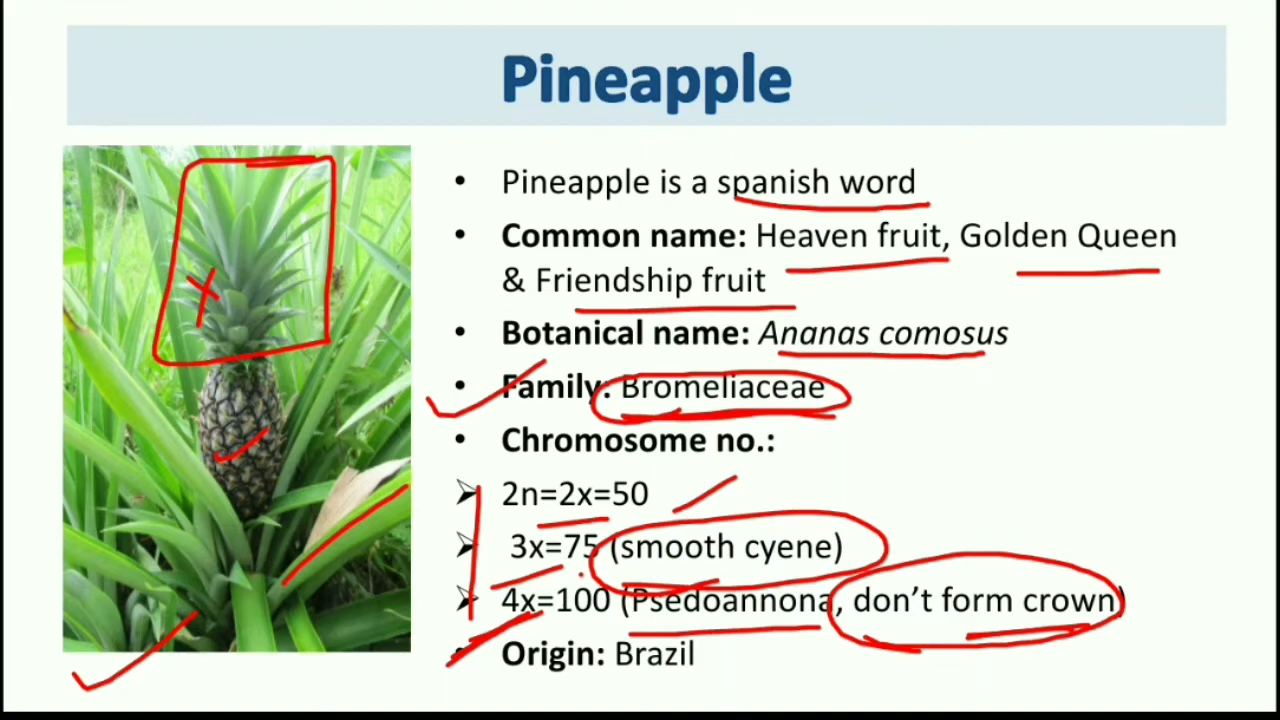 Pineapple
• Pineapple is a spanish word
• Common name: Heaven fruit, Golden Queen
& Friendship fruit
• Botanical name: Ananas comosus
• Family: Bromeliaceae
• Chromosome no.:
➢ 2n=2x=50
➢ 3x=75 (smooth cyene)
➢ 4x=100 (Psedoannona, don't form crown)
• Origin: Brazil